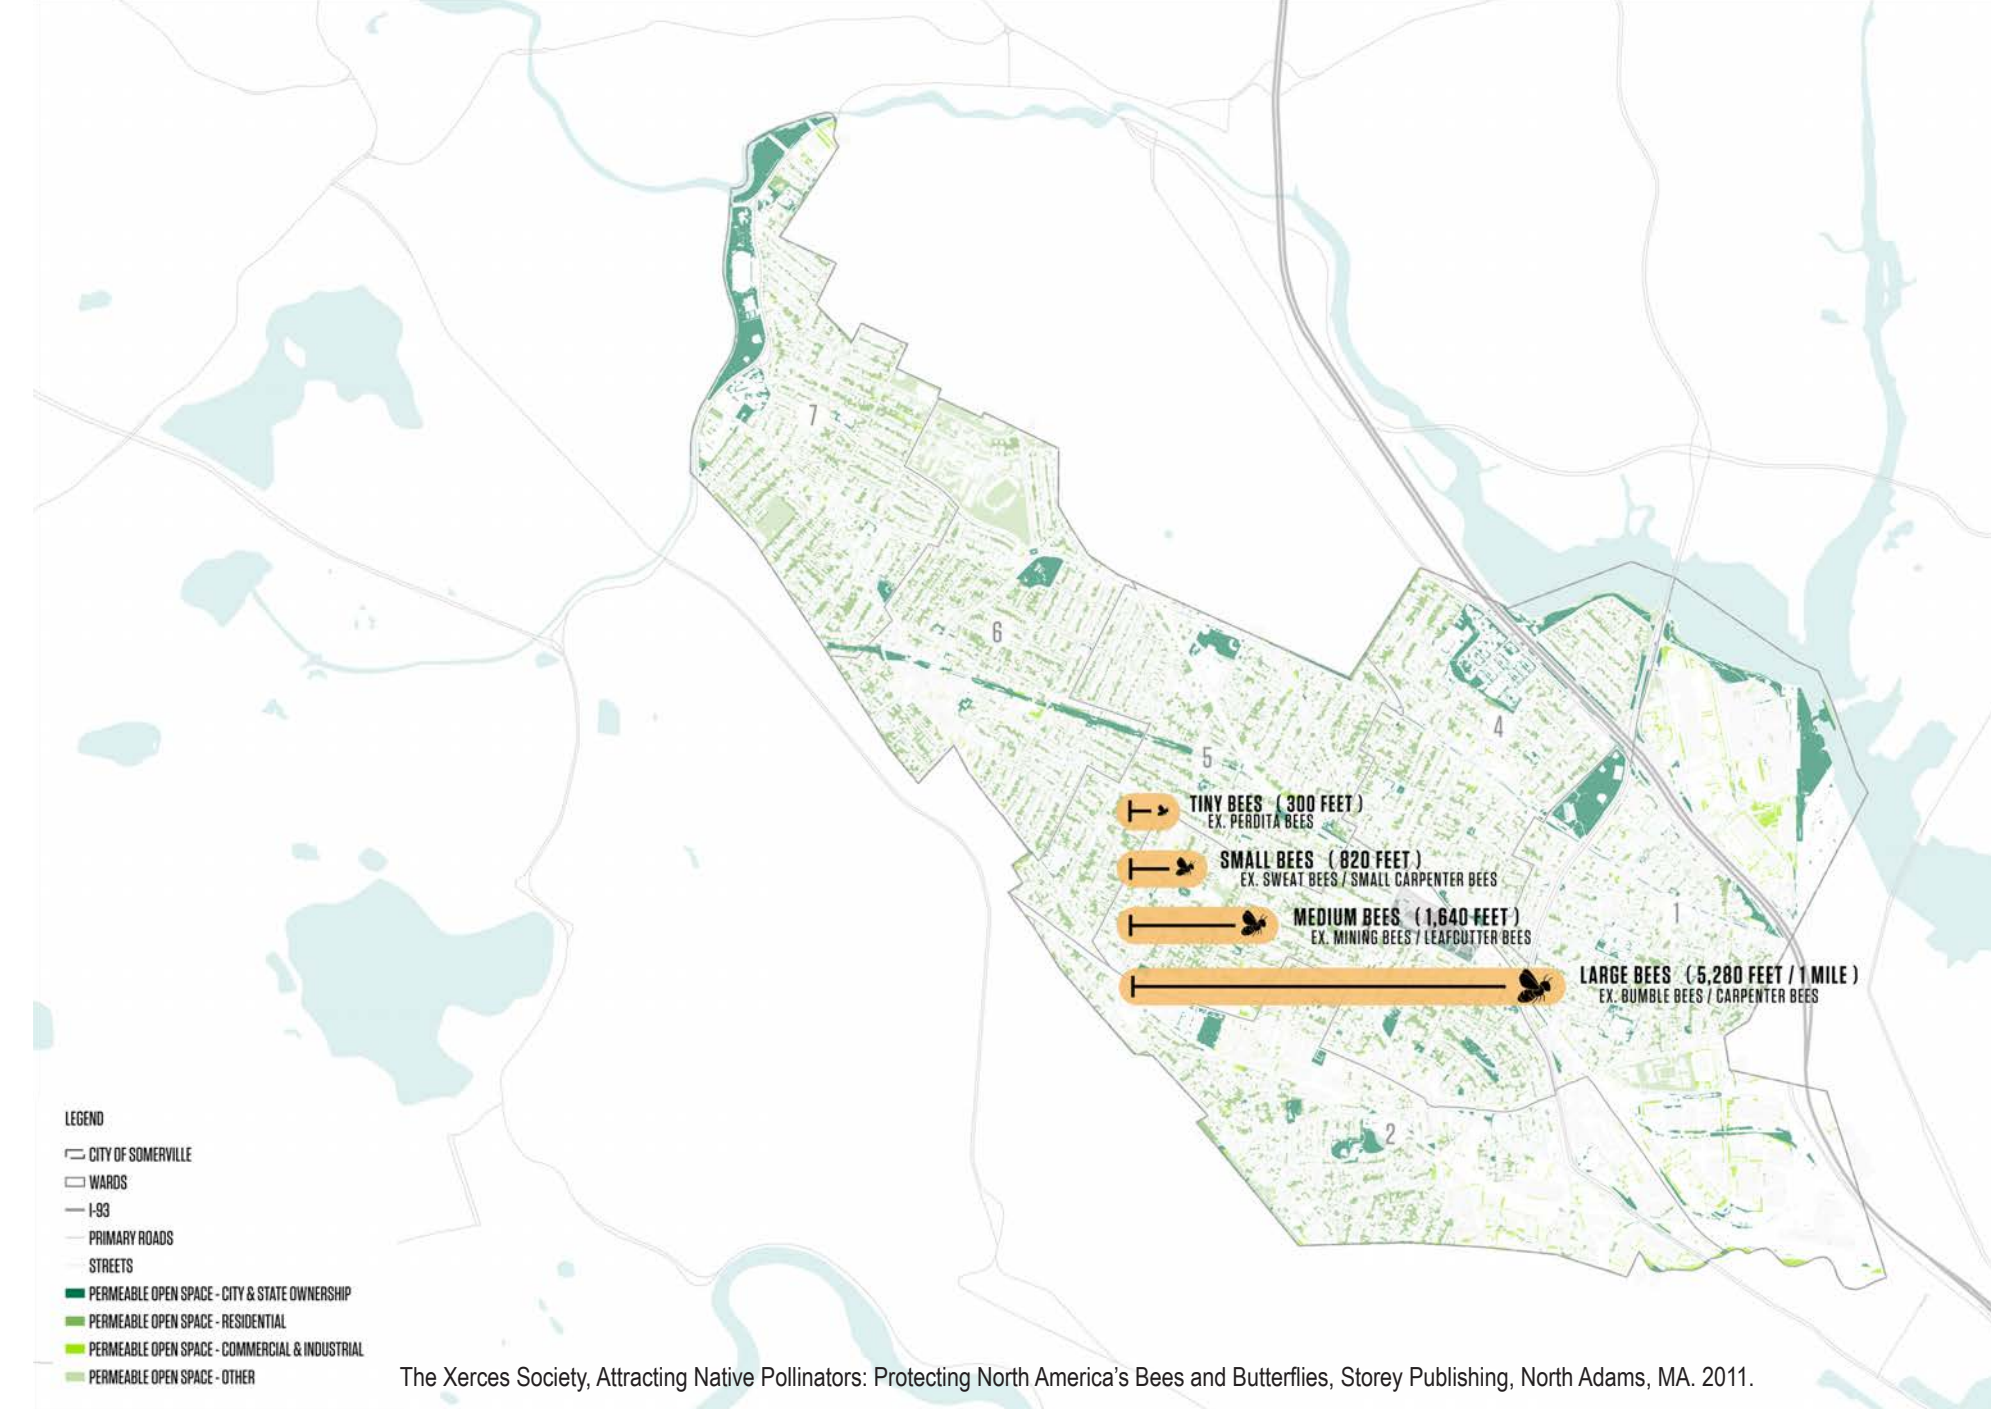 7
6
5
4
TINY BEES ( 300 FEET )
EX. PERDITA BEES
SMALL BEES ( 820 FEET )
EX. SWEAT BEES / SMALL CARPENTER BEES
MEDIUM BEES ( 1,640 FEET )
EX. MINING BEES / LEAFCUTTER BEES
1
LARGE BEES ( 5,280 FEET / 1 MILE )
EX. BUMBLE BEES / CARPENTER BEES
2
LEGEND
CITY OF SOMERVILLE
WARDS
I-93
PRIMARY ROADS
STREETS
PERMEABLE OPEN SPACE - CITY & STATE OWNERSHIP
PERMEABLE OPEN SPACE - RESIDENTIAL
PERMEABLE OPEN SPACE - COMMERCIAL & INDUSTRIAL
PERMEABLE OPEN SPACE - OTHER
The Xerces Society, Attracting Native Pollinators: Protecting North America’s Bees and Butterflies, Storey Publishing, North Adams, MA. 2011.